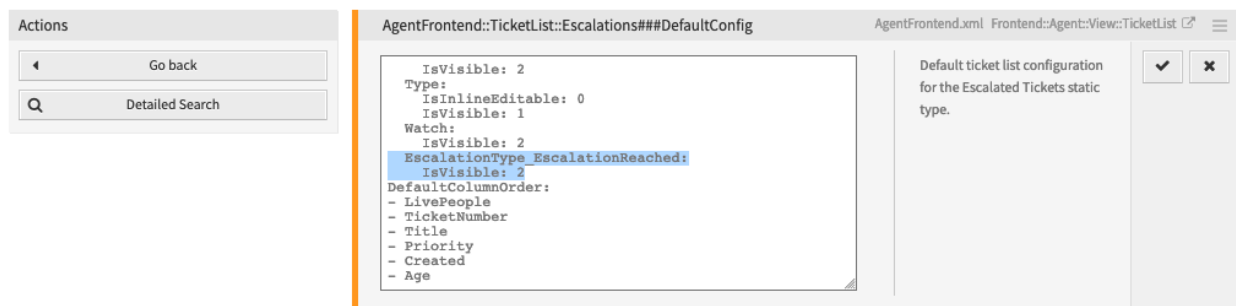 Actions
Go back
Detailed Search
AgentFrontend::TicketList::Escalations###DefaultConfig
AgentFrontend.xml Frontend::Agent::View::TicketList
    IsVisible: 2
  Type:
    IsInlineEditable: 0
    IsVisible: 1
  Watch:
    IsVisible: 2
  EscalationType_EscalationReached:
    IsVisible: 2
DefaultColumnOrder:
- LivePeople
- TicketNumber
- Title
- Priority
- Created
- Age
Default ticket list configuration
for the Escalated Tickets static
type.